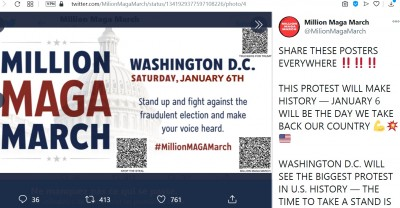 twitter.com/MillionMagaMarch/status/
/photo/4
MILLION
MAGA
MARCH
WASHINGTON D.C.
SATURDAY, JANUARY 6TH
Stand up and fight against the
fraudulent election and make
your voice heard.
#MillionMAGAMarch
36
413
761
Million Maga March
@MillionMagaMarch
SHARE THESE POSTERS
EVERYWHERE ‼️‼️‼️
THIS PROTEST WILL MAKE
HISTORY — JANUARY 6
WILL BE THE DAY WE TAKE
BACK OUR COUNTRY 💪💥
🇺🇸
WASHINGTON D.C. WILL
SEE THE BIGGEST PROTEST
IN U.S. HISTORY — THE
TIME TO TAKE A STAND IS